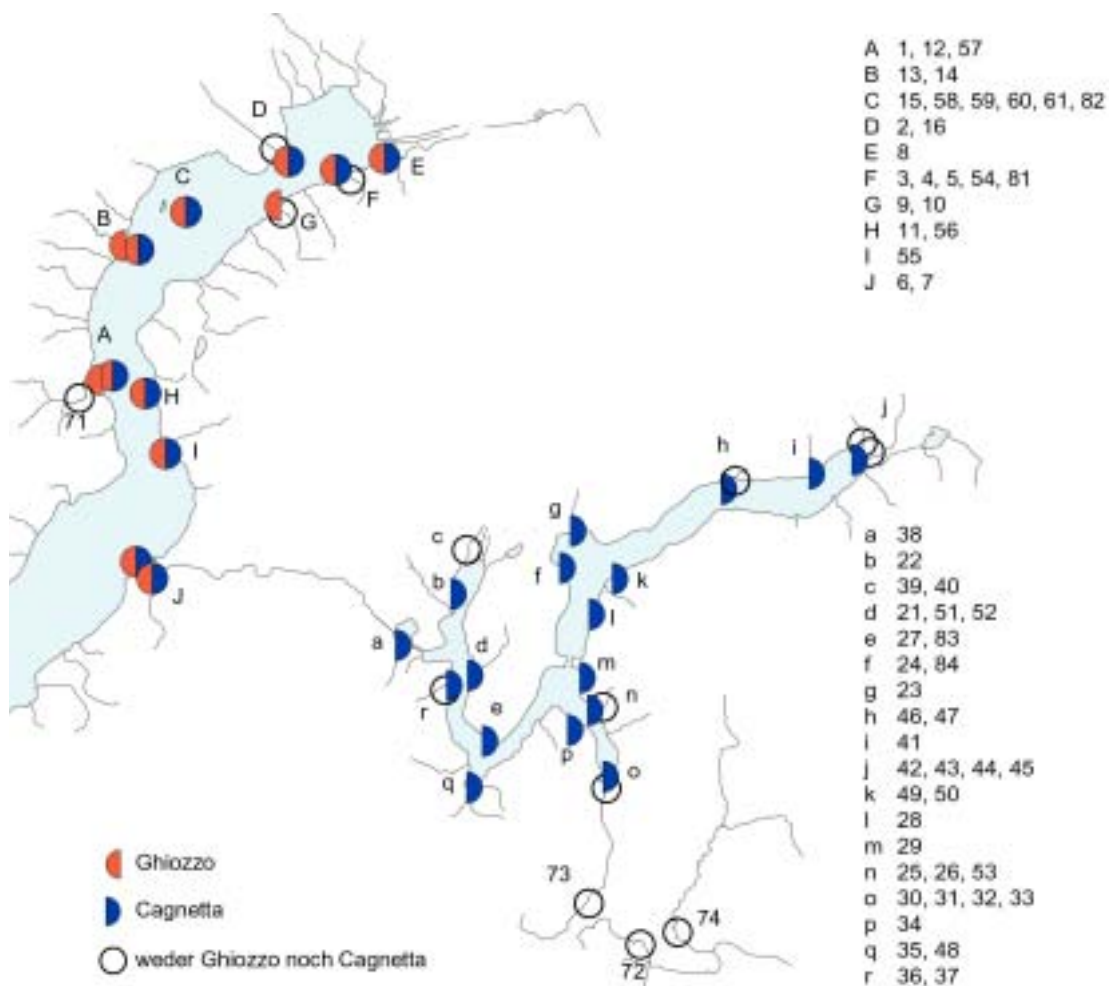 A 1, 12, 57
B 13, 14
C 15, 58, 59, 60, 61, 82
D 2, 16
E 8
F 3, 4, 5, 54, 81
G 9, 10
H 11, 56
I 55
J 6, 7
D
E
C
F
B
G
A
H
71
I
J
j
h
i
g
c
f
k
b
l
a
d
m
r
n
e
p
q
o
73
74
72
a 38
b 22
c 39, 40
d 21, 51, 52
e 27, 83
f 24, 84
g 23
h 46, 47
i 41
j 42, 43, 44, 45
k 49, 50
l 28
m 29
n 25, 26, 53
o 30, 31, 32, 33
p 34
q 35, 48
r 36, 37
Ghiozzo
Cagnetta
weder Ghiozzo noch Cagnetta